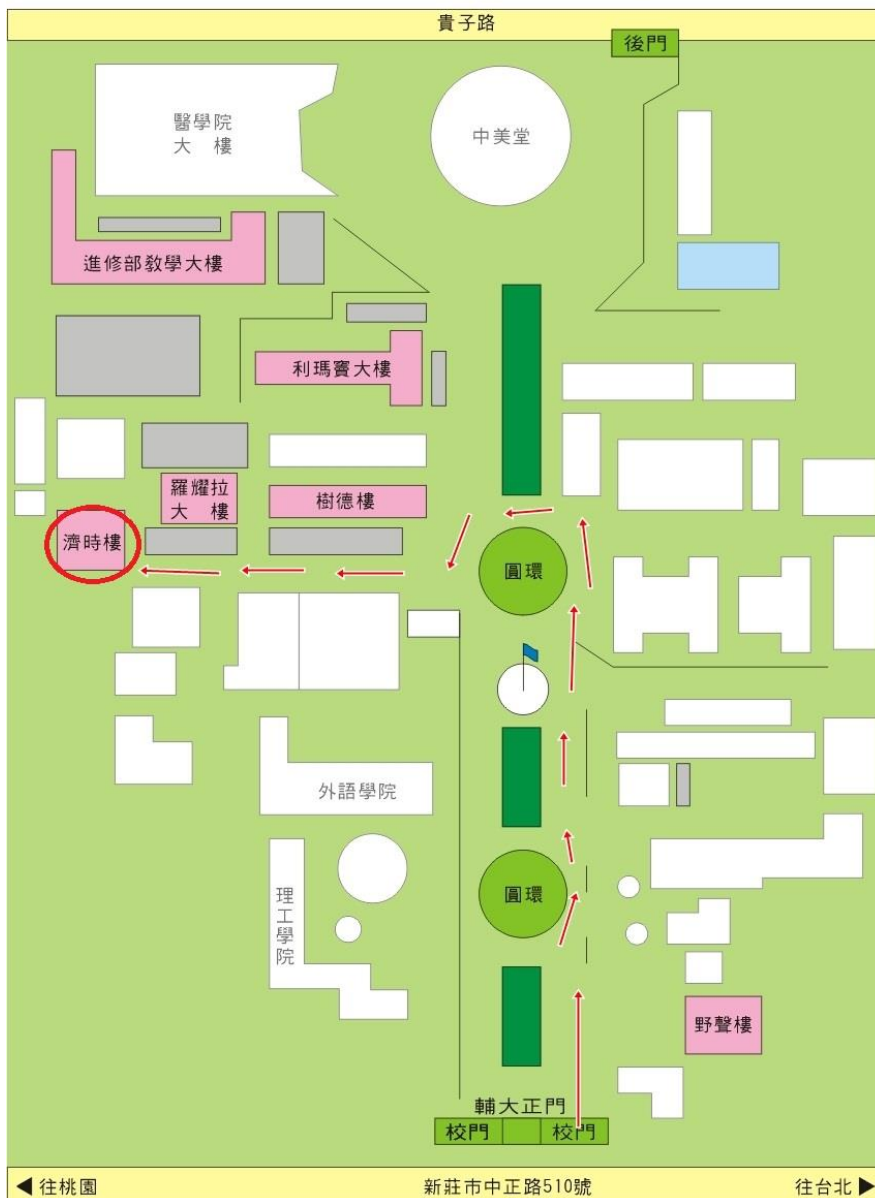 貴子路
後門
醫學院
大 樓
中美堂
進修部教學大樓
利瑪竇大樓
羅耀拉
大 樓
樹德樓
濟時樓
圓環
外語學院
圓環
理工學院
野聲樓
輔大正門
校門
校門
◀往桃園
新莊市中正路510號
往台北▶